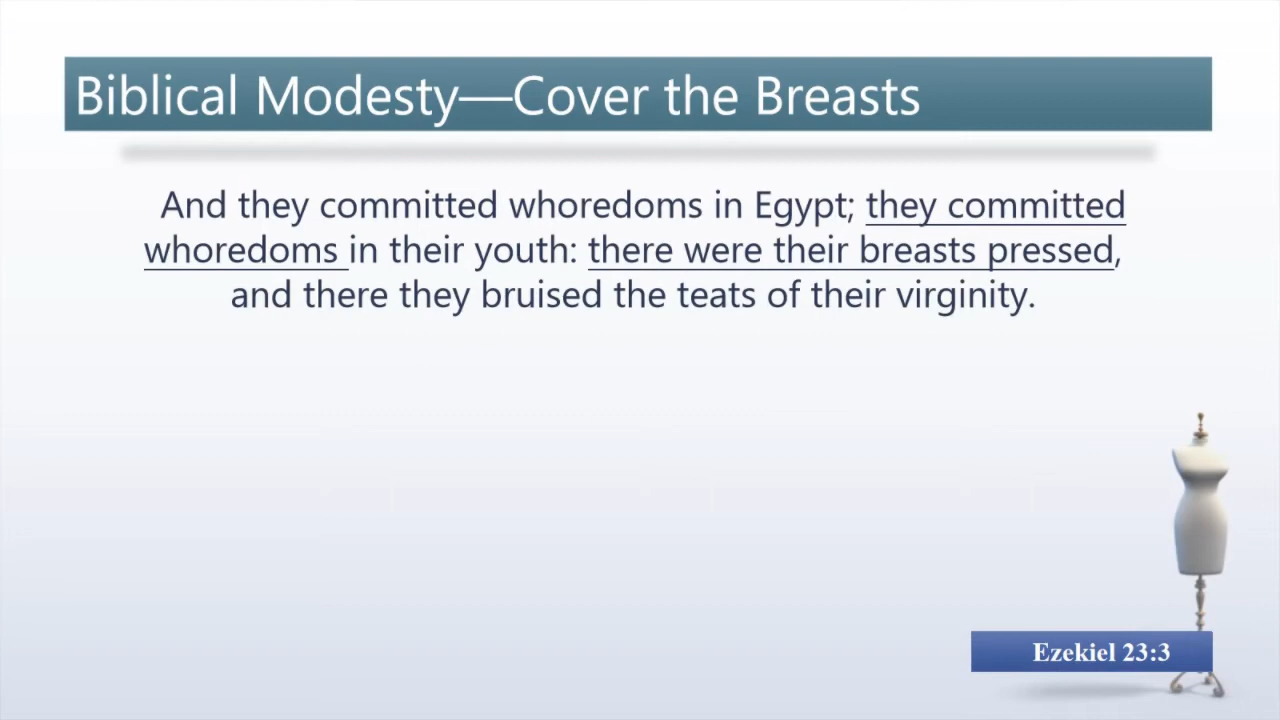 Biblical Modesty—Cover the Breasts
And they committed whoredoms in Egypt; they committed
whoredoms in their youth: there were their breasts pressed,
and there they bruised the teats of their virginity.
Ezekiel 23:3